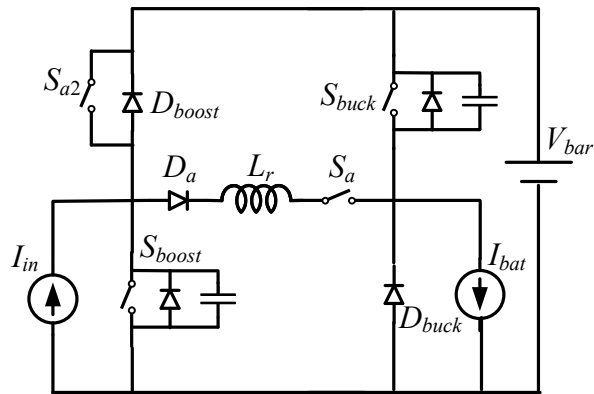 S_{a2}
D_{boost}
S_{buck}
V_{bar}
D_a
L_r
S_a
S_{boost}
I_{in}
I_{bat}
D_{buck}